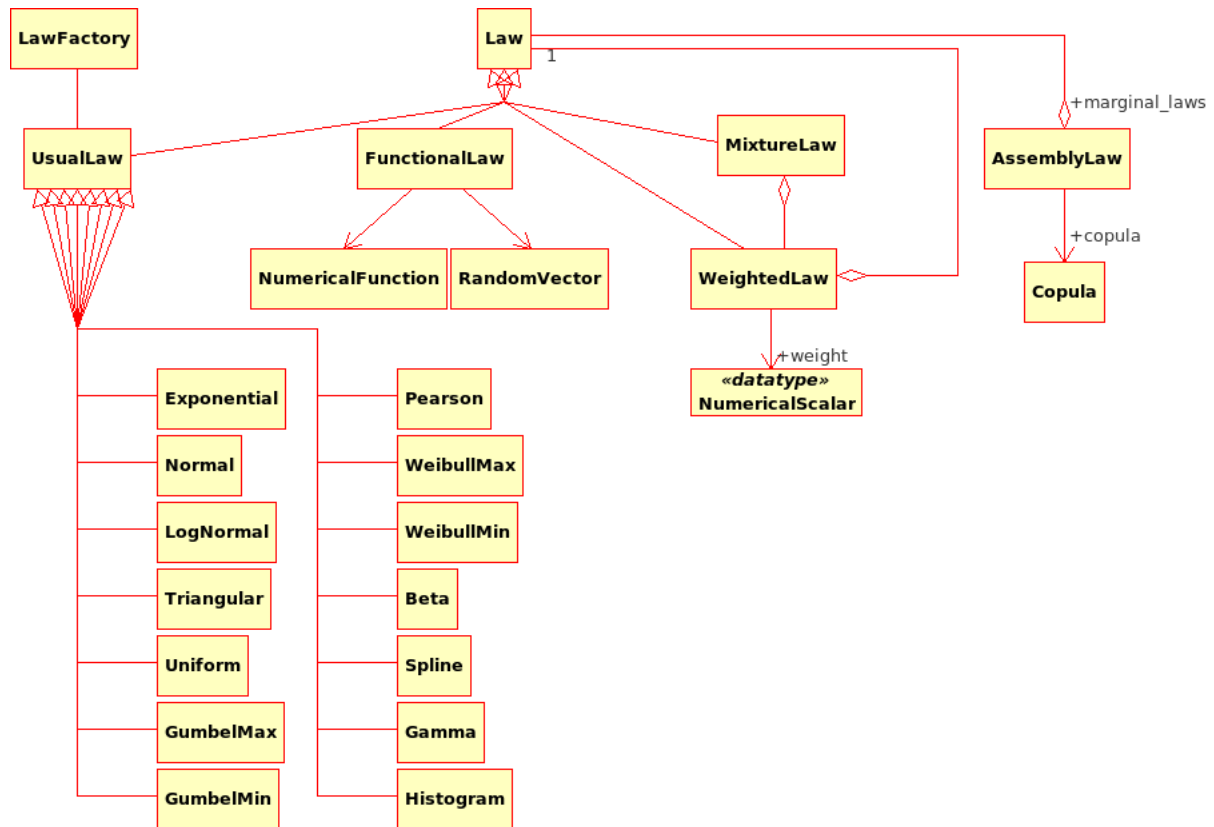 LawFactory
Law
1
+marginal_laws
UsualLaw
FunctionalLaw
MixtureLaw
AssemblyLaw
+copula
NumericalFunction
RandomVector
WeightedLaw
Copula
+weight
«datatype»
NumericalScalar
Exponential
Pearson
Normal
WeibullMax
LogNormal
WeibullMin
Triangular
Beta
Uniform
Spline
GumbelMax
Gamma
GumbelMin
Histogram